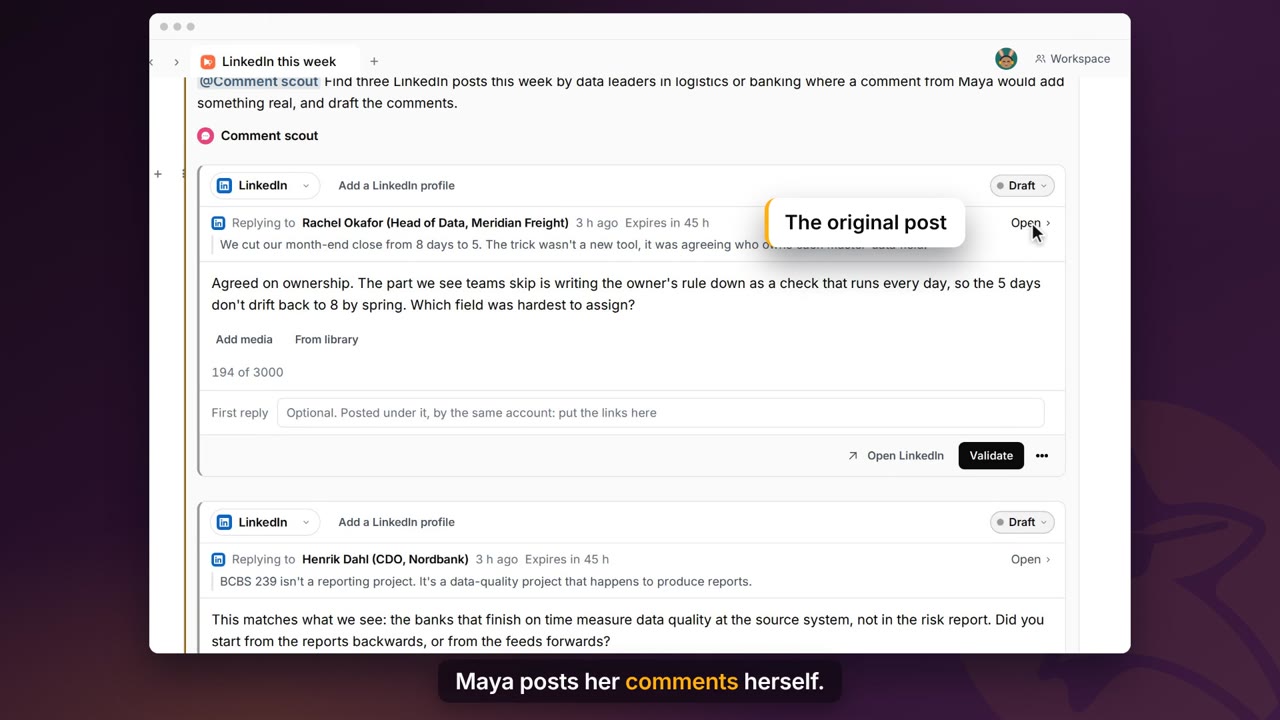 LinkedIn this week
Workspace
@Comment scout Find three LinkedIn posts this week by data leaders in logistics or banking where a comment from Maya would add
something real, and draft the comments.
Comment scout
LinkedIn
Add a LinkedIn profile
Draft
Replying to Rachel Okafor (Head of Data, Meridian Freight) 3 h ago Expires in 45 h
The original post
Open
We cut our month-end close from 8 days to 5. The trick wasn't a new tool, it was agreeing who
Agreed on ownership. The part we see teams skip is writing the owner's rule down as a check that runs every day, so the 5 days
don't drift back to 8 by spring. Which field was hardest to assign?
Add media From library
194 of 3000
First reply Optional. Posted under it, by the same account: put the links here
Open LinkedIn Validate
LinkedIn
Add a LinkedIn profile
Draft
Replying to Henrik Dahl (CDO, Nordbank) 3 h ago Expires in 45 h
Open
BCBS 239 isn't a reporting project. It's a data-quality project that happens to produce reports.
This matches what we see: the banks that finish on time measure data quality at the source system, not in the risk report. Did you
start from the reports backwards, or from the feeds forwards?
Maya posts her comments herself.